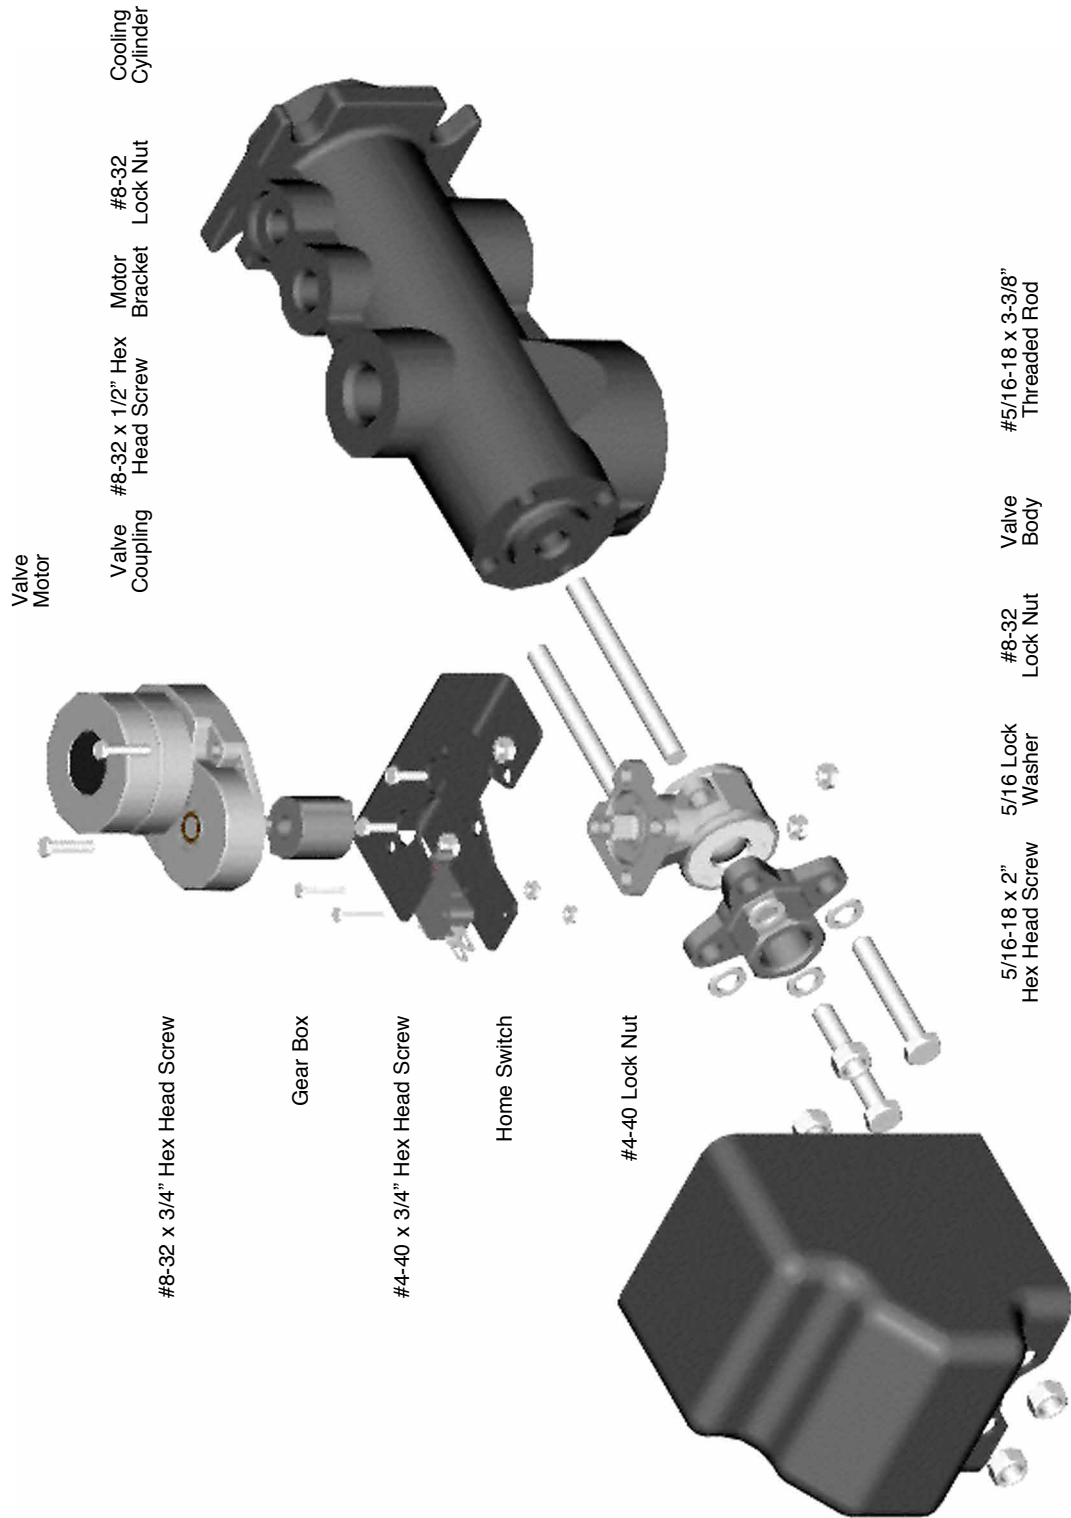 Valve
Motor
Valve
Coupling
#8-32 x 1/2” Hex
Head Screw
Motor
Bracket
#8-32
Lock Nut
Cooling
Cylinder
#8-32 x 3/4” Hex Head Screw
Gear Box
#4-40 x 3/4” Hex Head Screw
Home Switch
#4-40 Lock Nut
5/16-18 x 2”
Hex Head Screw
5/16 Lock
Washer
#8-32
Lock Nut
Valve
Body
#5/16-18 x 3-3/8”
Threaded Rod